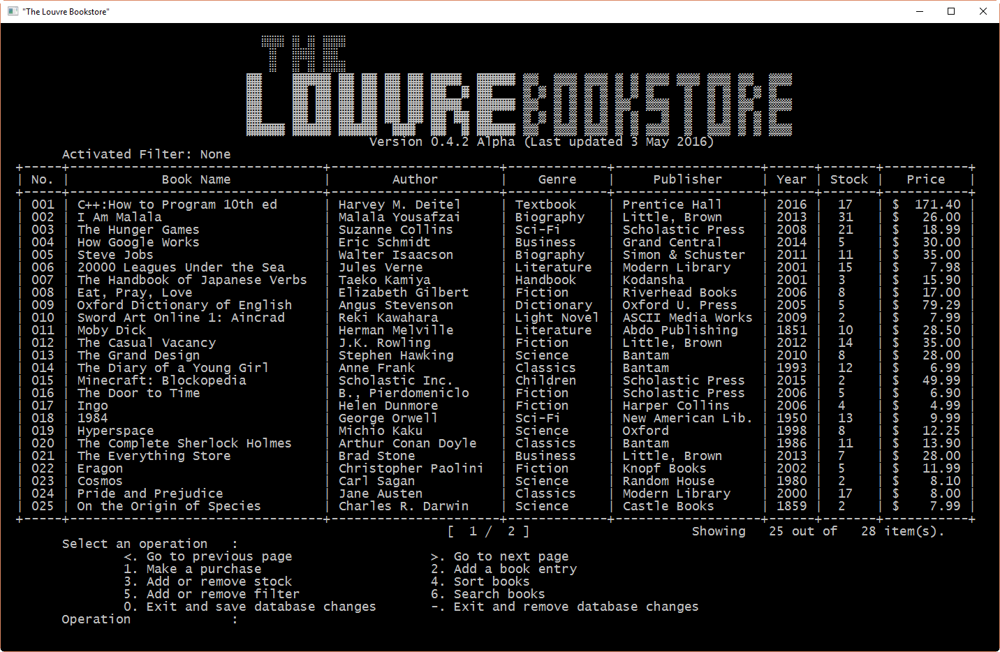 "The Louvre Bookstore"
THE
LOUVRE BOOKSTORE
Version 0.4.2 Alpha (Last updated 3 May 2016)
Activated Filter: None
+-----+---------------------------------+----------------------+-------------+-------------------+------+-------+-----------+
| No. | Book Name | Author | Genre | Publisher | Year | Stock | Price |
+-----+---------------------------------+----------------------+-------------+-------------------+------+-------+-----------+
| 001 | C++:How to Program 10th ed | Harvey M. Deitel | Textbook | Prentice Hall | 2016 | 17 | $ 171.40 |
| 002 | I Am Malala | Malala Yousafzai | Biography | Little, Brown | 2013 | 31 | $ 26.00 |
| 003 | The Hunger Games | Suzanne Collins | Sci-Fi | Scholastic Press | 2008 | 21 | $ 18.99 |
| 004 | How Google Works | Eric Schmidt | Business | Grand Central | 2014 | 5 | $ 30.00 |
| 005 | Steve Jobs | Walter Isaacson | Biography | Simon & Schuster | 2011 | 11 | $ 35.00 |
| 006 | 20000 Leagues Under the Sea | Jules Verne | Literature | Modern Library | 2001 | 15 | $ 7.98 |
| 007 | The Handbook of Japanese Verbs | Taeko Kamiya | Handbook | Kodansha | 2001 | 3 | $ 15.90 |
| 008 | Eat, Pray, Love | Elizabeth Gilbert | Fiction | Riverhead Books | 2006 | 8 | $ 17.00 |
| 009 | Oxford Dictionary of English | Angus Stevenson | Dictionary | Oxford U. Press | 2005 | 5 | $ 79.29 |
| 010 | Sword Art Online 1: Aincrad | Reki Kawahara | Light Novel | ASCII Media Works | 2009 | 2 | $ 7.99 |
| 011 | Moby Dick | Herman Melville | Literature | Abdo Publishing | 1851 | 10 | $ 28.50 |
| 012 | The Casual Vacancy | J.K. Rowling | Fiction | Little, Brown | 2012 | 14 | $ 35.00 |
| 013 | The Grand Design | Stephen Hawking | Science | Bantam | 2010 | 8 | $ 28.00 |
| 014 | The Diary of a Young Girl | Anne Frank | Classics | Bantam | 1993 | 12 | $ 6.99 |
| 015 | Minecraft: Blockopedia | Scholastic Inc. | Children | Scholastic Press | 2015 | 2 | $ 49.99 |
| 016 | The Door to Time | B., Pierdomeniclo | Fiction | Scholastic Press | 2006 | 5 | $ 6.90 |
| 017 | Ingo | Helen Dunmore | Fiction | Harper Collins | 2006 | 4 | $ 4.99 |
| 018 | 1984 | George Orwell | Sci-Fi | New American Lib. | 1950 | 13 | $ 9.99 |
| 019 | Hyperspace | Michio Kaku | Science | Oxford | 1998 | 8 | $ 12.25 |
| 020 | The Complete Sherlock Holmes | Arthur Conan Doyle | Classics | Bantam | 1986 | 11 | $ 13.90 |
| 021 | The Everything Store | Brad Stone | Business | Little, Brown | 2013 | 7 | $ 28.00 |
| 022 | Eragon | Christopher Paolini | Fiction | Knopf Books | 2002 | 5 | $ 11.99 |
| 023 | Cosmos | Carl Sagan | Science | Random House | 1980 | 2 | $ 8.10 |
| 024 | Pride and Prejudice | Jane Austen | Classics | Modern Library | 2000 | 17 | $ 8.00 |
| 025 | On the Origin of Species | Charles R. Darwin | Science | Castle Books | 1859 | 2 | $ 7.99 |
+-----+---------------------------------+----------------------+-------------+-------------------+------+-------+-----------+
[ 1 / 2 ] Showing 25 out of 28 item(s).
Select an operation :
<. Go to previous page >. Go to next page
1. Make a purchase 2. Add a book entry
3. Add or remove stock 4. Sort books
5. Add or remove filter 6. Search books
0. Exit and save database changes -. Exit and remove database changes
Operation :